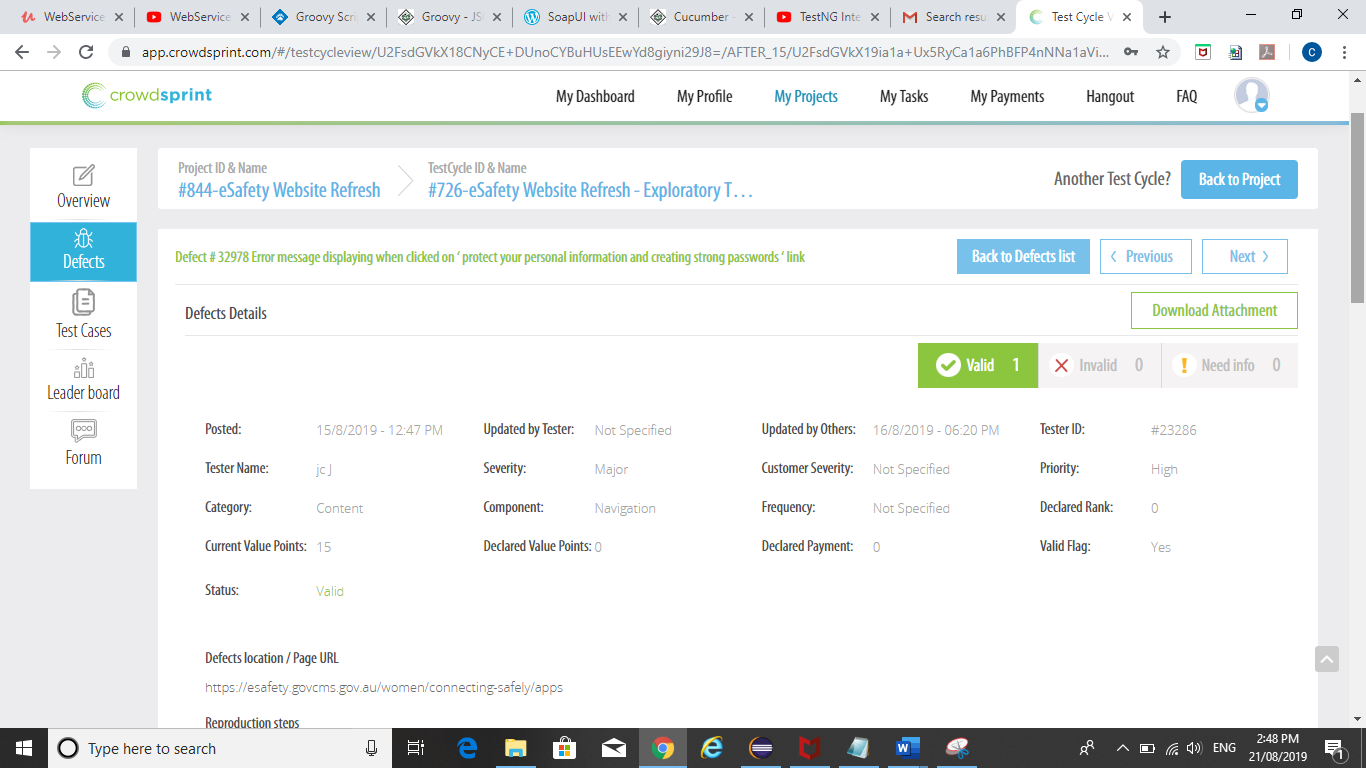 WebService
WebService
Groovy Scri
Groovy - JS
SoapUI with
Cucumber -
TestNG Inte
Search resu
Test Cycle V
app.crowdsprint.com/#/testcycleview/U2FsdGVkX18CNyCE+DUnoCYBuHUsEEwYd8giyni29J8=/AFTER_15/U2FsdGVkX19ia1a+Ux5RyCa1a6PhBFP4nNNa1aVi...
C
crowdsprint
My Dashboard
My Profile
My Projects
My Tasks
My Payments
Hangout
FAQ
Overview
Defects
Test Cases
Leader board
Forum
Project ID & Name
#844-eSafety Website Refresh
TestCycle ID & Name
#726-eSafety Website Refresh - Exploratory T...
Another Test Cycle?
Back to Project
Defect # 32978 Error message displaying when clicked on ‘ protect your personal information and creating strong passwords ‘ link
Back to Defects list
Previous
Next
Defects Details
Download Attachment
Valid 1
Invalid 0
Need info 0
Posted: 15/8/2019 - 12:47 PM
Updated by Tester: Not Specified
Updated by Others: 16/8/2019 - 06:20 PM
Tester ID: #23286
Tester Name: jc J
Severity: Major
Customer Severity: Not Specified
Priority: High
Category: Content
Component: Navigation
Frequency: Not Specified
Declared Rank: 0
Current Value Points: 15
Declared Value Points: 0
Declared Payment: 0
Valid Flag: Yes
Status: Valid
Defects location / Page URL
https://esafety.govcms.gov.au/women/connecting-safely/apps
Reproduction steps
Type here to search
ENG
2:48 PM
21/08/2019
1